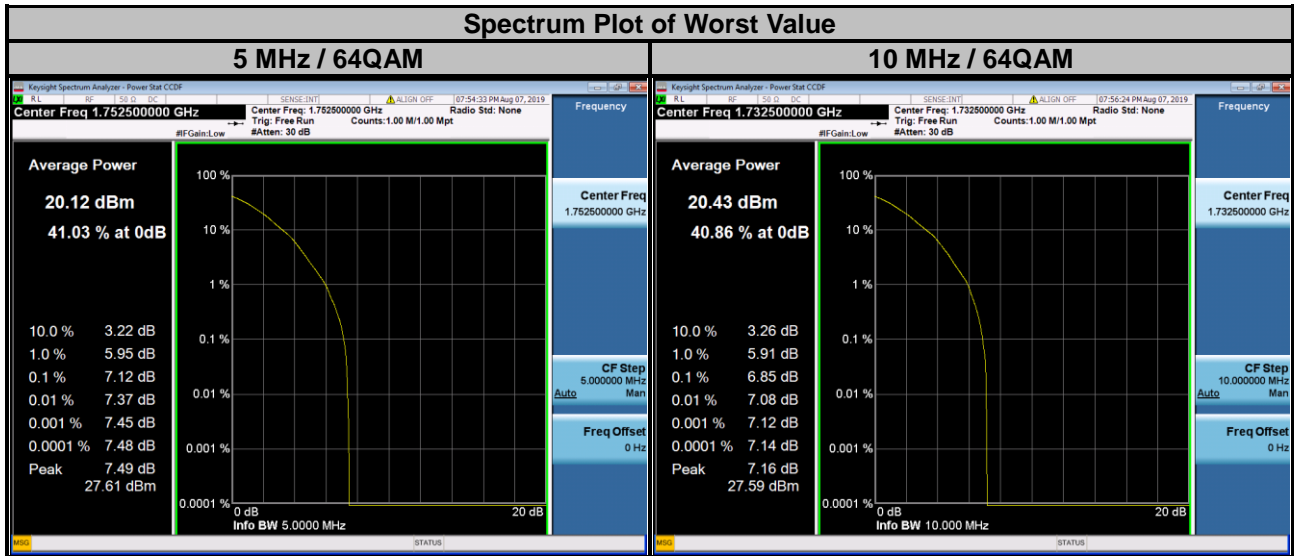 Spectrum Plot of Worst Value
5 MHz / 64QAM
10 MHz / 64QAM
Keysight Spectrum Analyzer - Power Stat CCDF
RL RF 50 Ω DC SENSE:INT ALIGN OFF 07:54:33 PM Aug 07, 2019
Center Freq 1.752500000 GHz
Center Freq: 1.752500000 GHz Radio Std: None
Trig: Free Run Counts:1.00 M/1.00 Mpt
#IFGain:Low #Atten: 30 dB
Average Power
20.12 dBm
41.03 % at 0dB
10.0 % 3.22 dB
1.0 % 5.95 dB
0.1 % 7.12 dB
0.01 % 7.37 dB
0.001 % 7.45 dB
0.0001 % 7.48 dB
Peak 7.49 dB
27.61 dBm
100 %
10 %
1 %
0.1 %
0.01 %
0.001 %
0.0001 %
0 dB 20 dB
Info BW 5.0000 MHz
Frequency
Center Freq
1.752500000 GHz
CF Step
5.000000 MHz
Auto Man
Freq Offset
0 Hz
MSG STATUS
Keysight Spectrum Analyzer - Power Stat CCDF
RL RF 50 Ω DC SENSE:INT ALIGN OFF 07:56:24 PM Aug 07, 2019
Center Freq 1.732500000 GHz
Center Freq: 1.732500000 GHz Radio Std: None
Trig: Free Run Counts:1.00 M/1.00 Mpt
#IFGain:Low #Atten: 30 dB
Average Power
20.43 dBm
40.86 % at 0dB
10.0 % 3.26 dB
1.0 % 5.91 dB
0.1 % 6.85 dB
0.01 % 7.08 dB
0.001 % 7.12 dB
0.0001 % 7.14 dB
Peak 7.16 dB
27.59 dBm
100 %
10 %
1 %
0.1 %
0.01 %
0.001 %
0.0001 %
0 dB 20 dB
Info BW 10.000 MHz
Frequency
Center Freq
1.732500000 GHz
CF Step
10.000000 MHz
Auto Man
Freq Offset
0 Hz
MSG STATUS